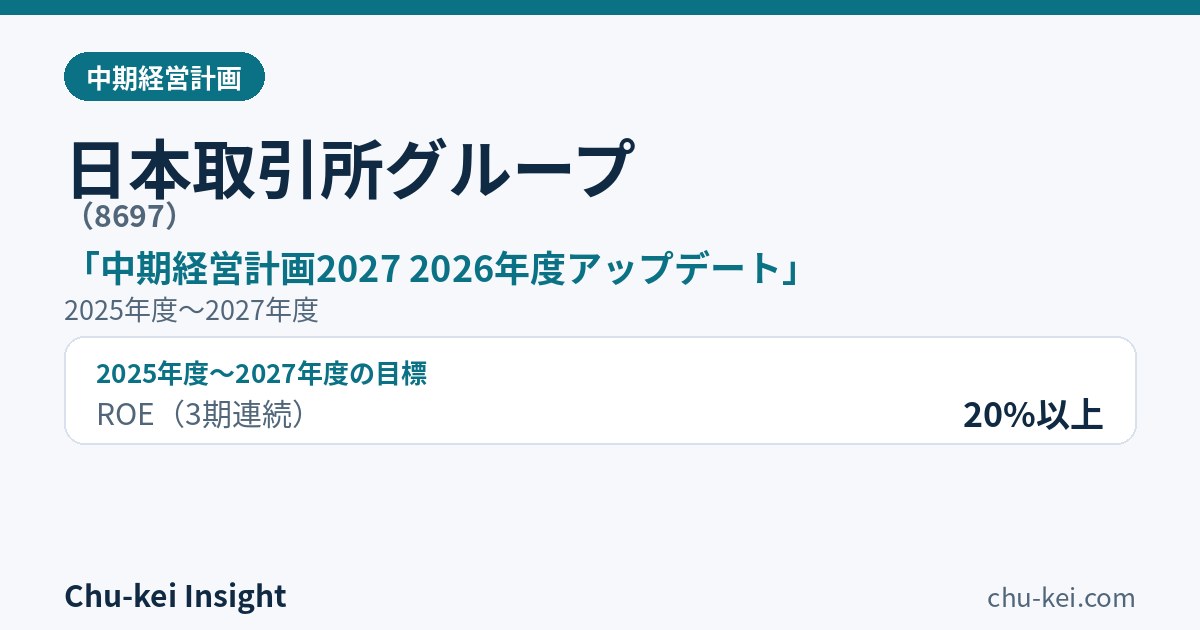 中期経営計画
日本取引所グループ
（8697）
「中期経営計画2027 2026年度アップデート」
2025年度〜2027年度
2025年度〜2027年度の目標
ROE（3期連続） 20%以上
Chu-kei Insight chu-kei.com